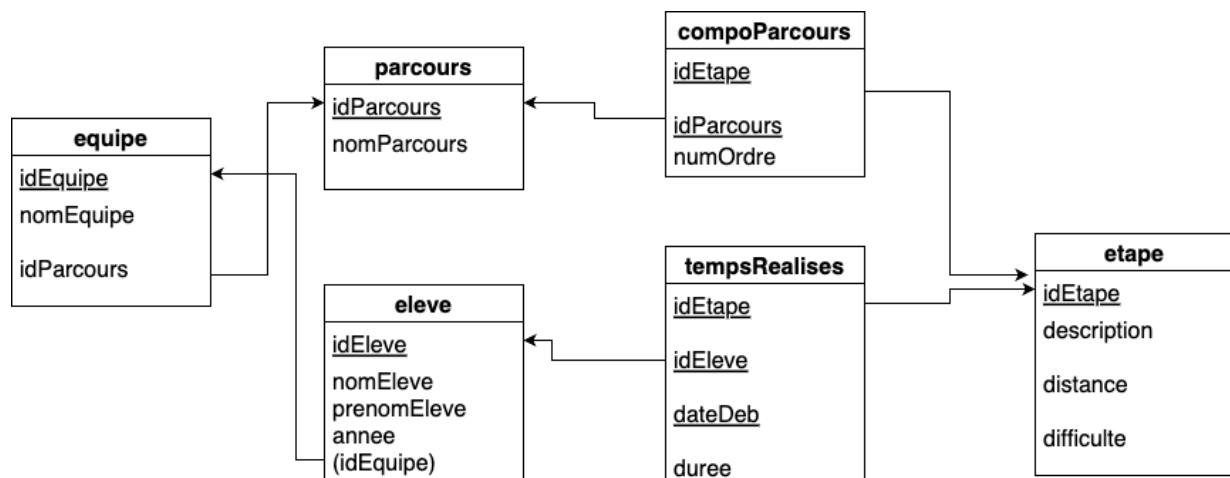 equipe
idEquipe
nomEquipe
idParcours
parcours
idParcours
nomParcours
eleve
idEleve
nomEleve
prenomEleve
annee
(idEquipe)
compoParcours
idEtape
idParcours
numOrdre
tempsRealises
idEtape
idEleve
dateDeb
duree
etape
idEtape
description
distance
difficulte